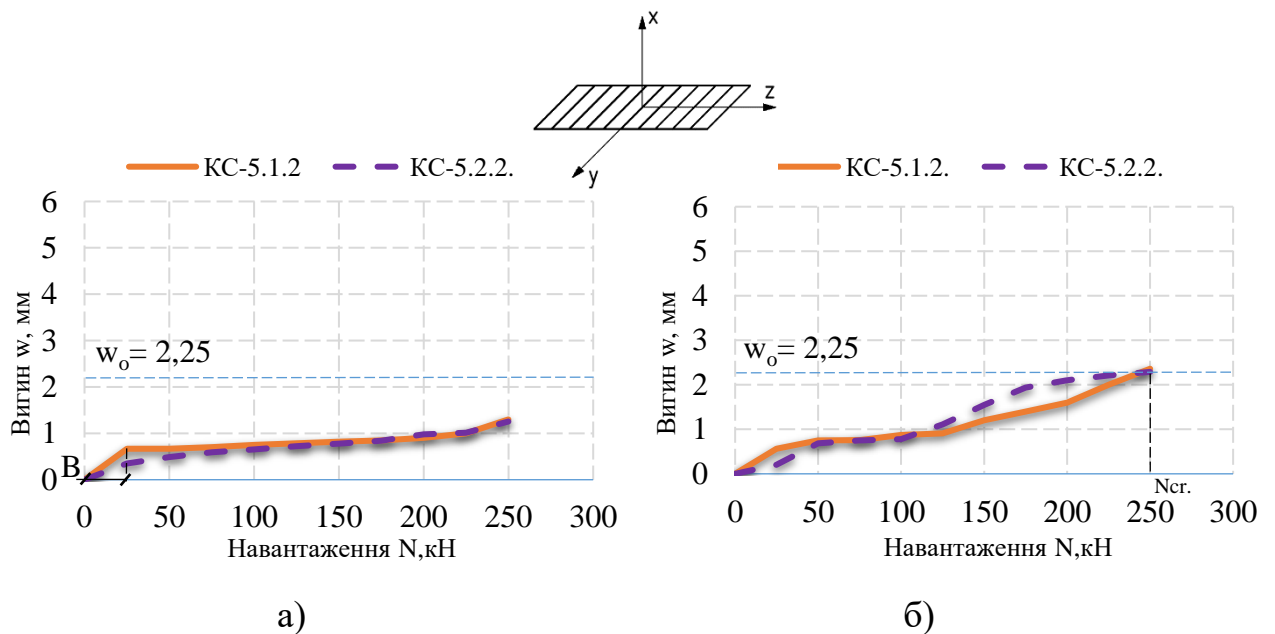 x
z
y
КС-5.1.2 КС-5.2.2.
Вигин w, мм
6
5
4
3
2
1
0
wo= 2,25
B
0 50 100 150 200 250 300
Навантаження N,кН
а)
КС-5.1.2. КС-5.2.2.
Вигин w, мм
6
5
4
3
2
1
0
wo= 2,25
Ncr.
0 50 100 150 200 250 300
Навантаження N,кН
б)